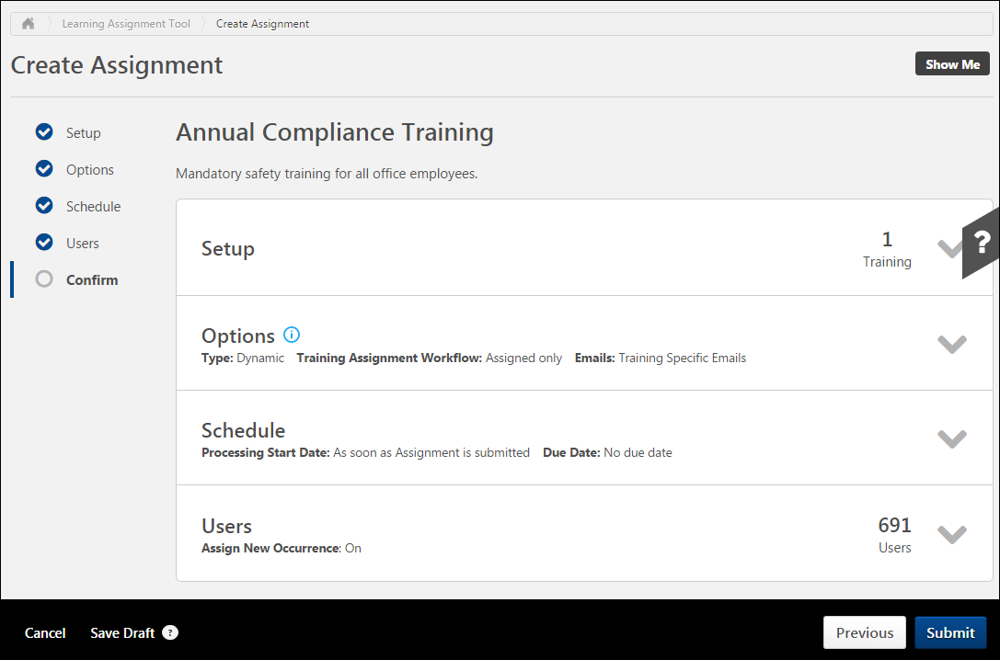 Learning Assignment Tool Create Assignment
Create Assignment
Show Me
Setup
Options
Schedule
Users
Confirm
Annual Compliance Training
Mandatory safety training for all office employees.
Setup
1
Training
?
Options i
Type: Dynamic Training Assignment Workflow: Assigned only Emails: Training Specific Emails
Schedule
Processing Start Date: As soon as Assignment is submitted Due Date: No due date
Users
Assign New Occurrence: On
691
Users
Cancel Save Draft ? Previous Submit